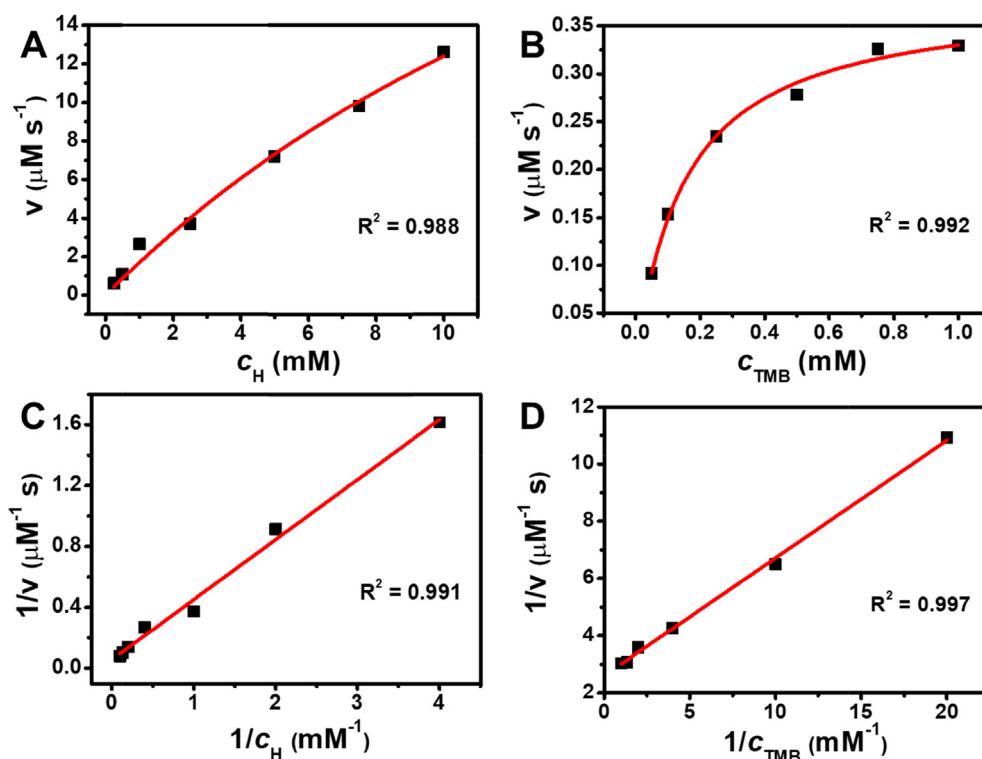 A
14
12
10
8
6
4
2
0
v (μM s⁻¹)
R² = 0.988
0 2 4 6 8 10
c_H (mM)
B
0.35
0.30
0.25
0.20
0.15
0.10
0.05
v (μM s⁻¹)
R² = 0.992
0.0 0.2 0.4 0.6 0.8 1.0
c_TMB (mM)
C
1.6
1.2
0.8
0.4
0.0
1/v (μM⁻¹ s)
R² = 0.991
0 1 2 3 4
1/c_H (mM⁻¹)
D
12
10
8
6
4
2
1/v (μM⁻¹ s)
R² = 0.997
0 5 10 15 20
1/c_TMB (mM⁻¹)